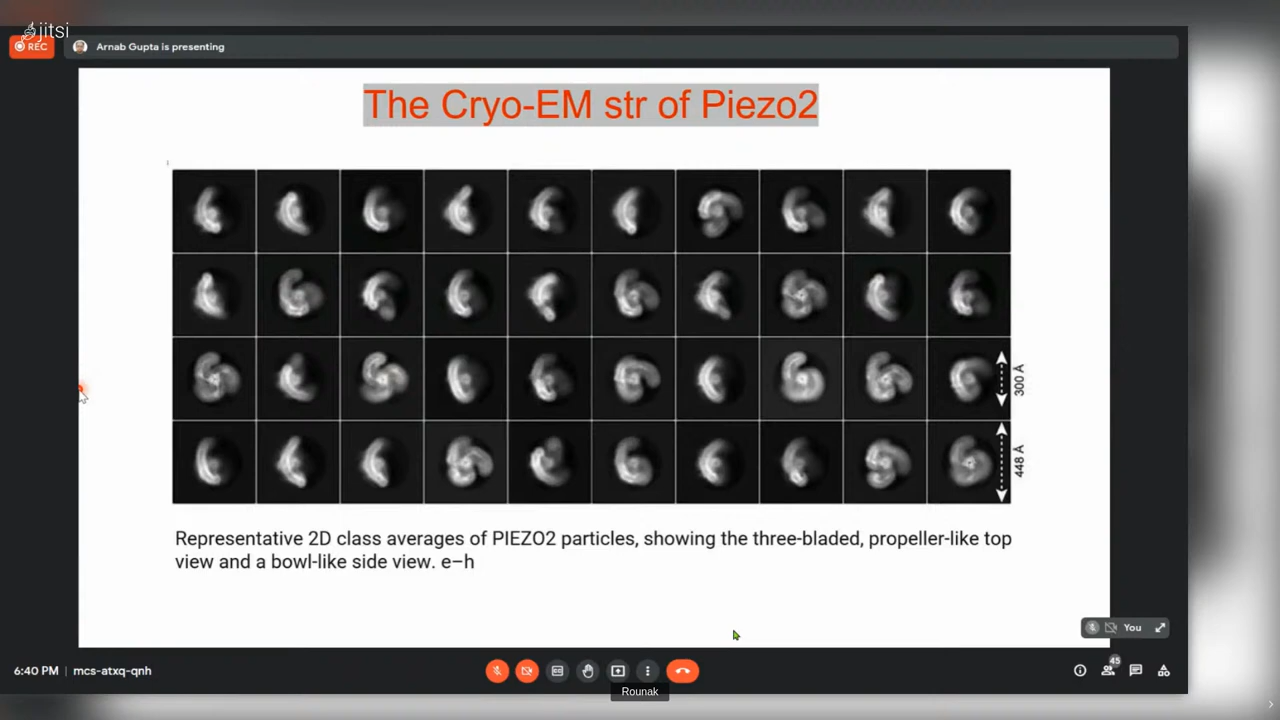 jitsi
REC
Arnab Gupta is presenting
The Cryo-EM str of Piezo2
300 Å
448 Å
Representative 2D class averages of PIEZO2 particles, showing the three-bladed, propeller-like top
view and a bowl-like side view. e–h
You
6:40 PM | mcs-atxq-qnh
45
Rounak